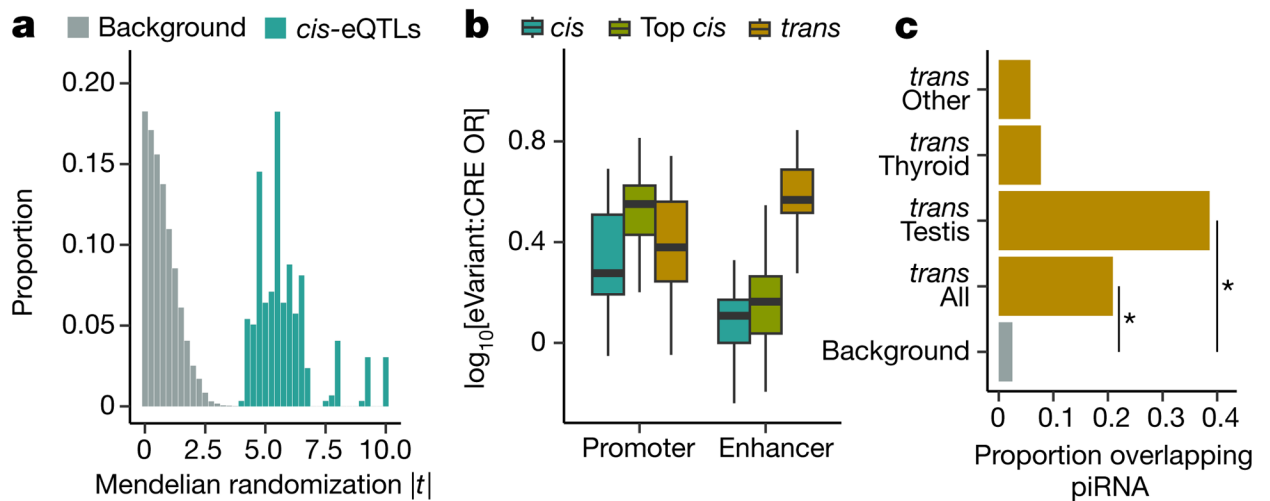 a
Background
cis-eQTLs
0.20
0.15
0.10
0.05
0
Proportion
0 2.5 5.0 7.5 10.0
Mendelian randomization |t|
b
cis
Top cis
trans
log10[eVariant:CRE OR]
0.8
0.4
0
Promoter
Enhancer
c
trans
Other
trans
Thyroid
trans
Testis
trans
All
Background
*
*
0 0.1 0.2 0.3 0.4
Proportion overlapping
piRNA